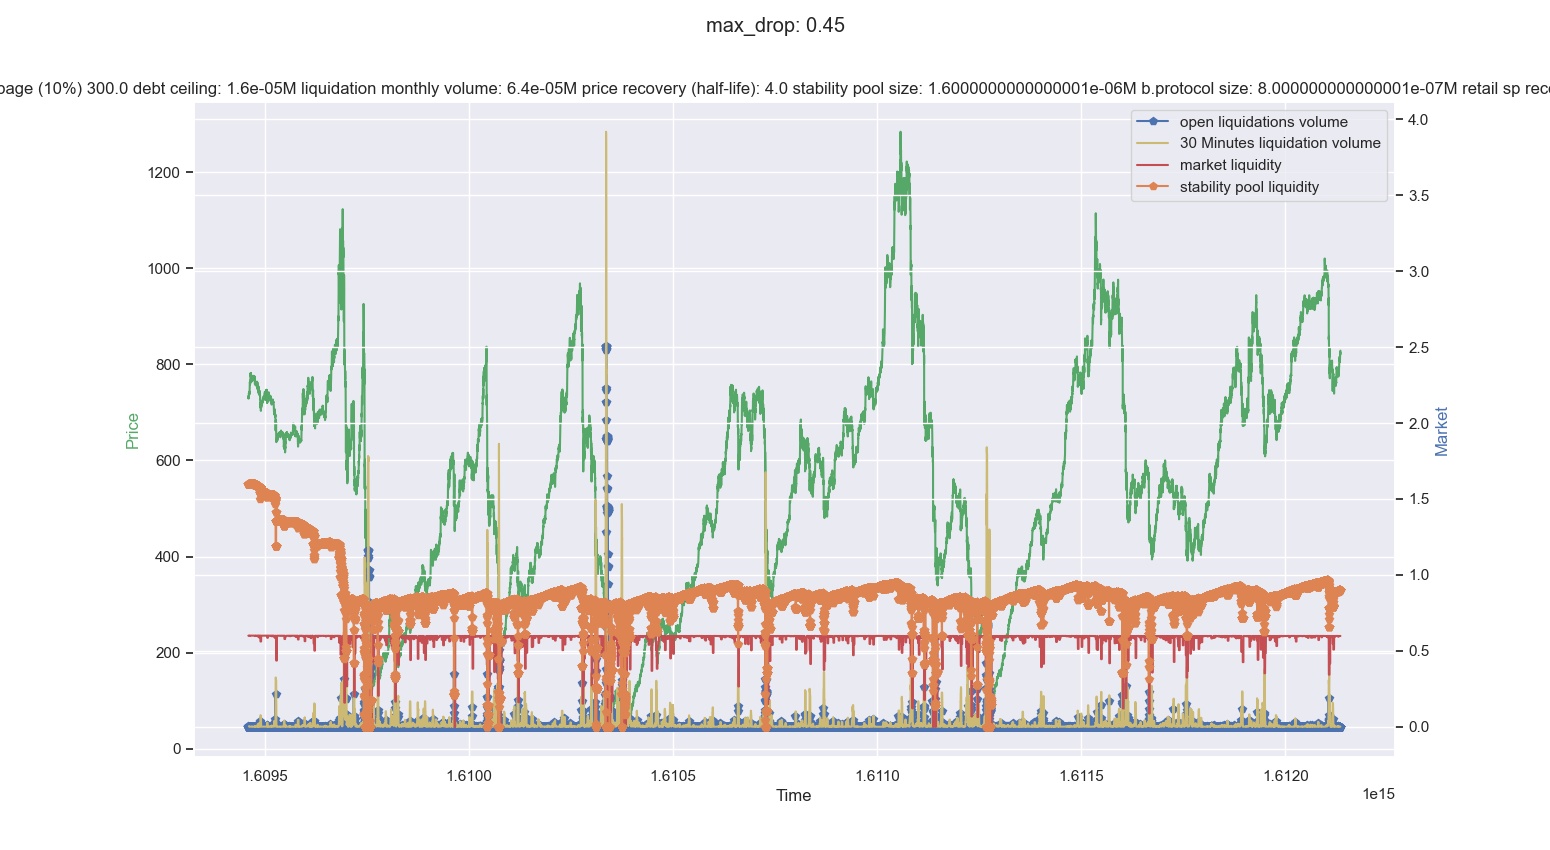 max_drop: 0.45
page (10%) 300.0 debt ceiling: 1.6e-05M liquidation monthly volume: 6.4e-05M price recovery (half-life): 4.0 stability pool size: 1.6000000000000001e-06M b.protocol size: 8.000000000000001e-07M retail sp
open liquidations volume
30 Minutes liquidation volume
market liquidity
stability pool liquidity
1200
1000
800
600
400
200
0
Price
4.0
3.5
3.0
2.5
2.0
1.5
1.0
0.5
0.0
Market
1.6095 1.6100 1.6105 1.6110 1.6115 1.6120
1e15
Time